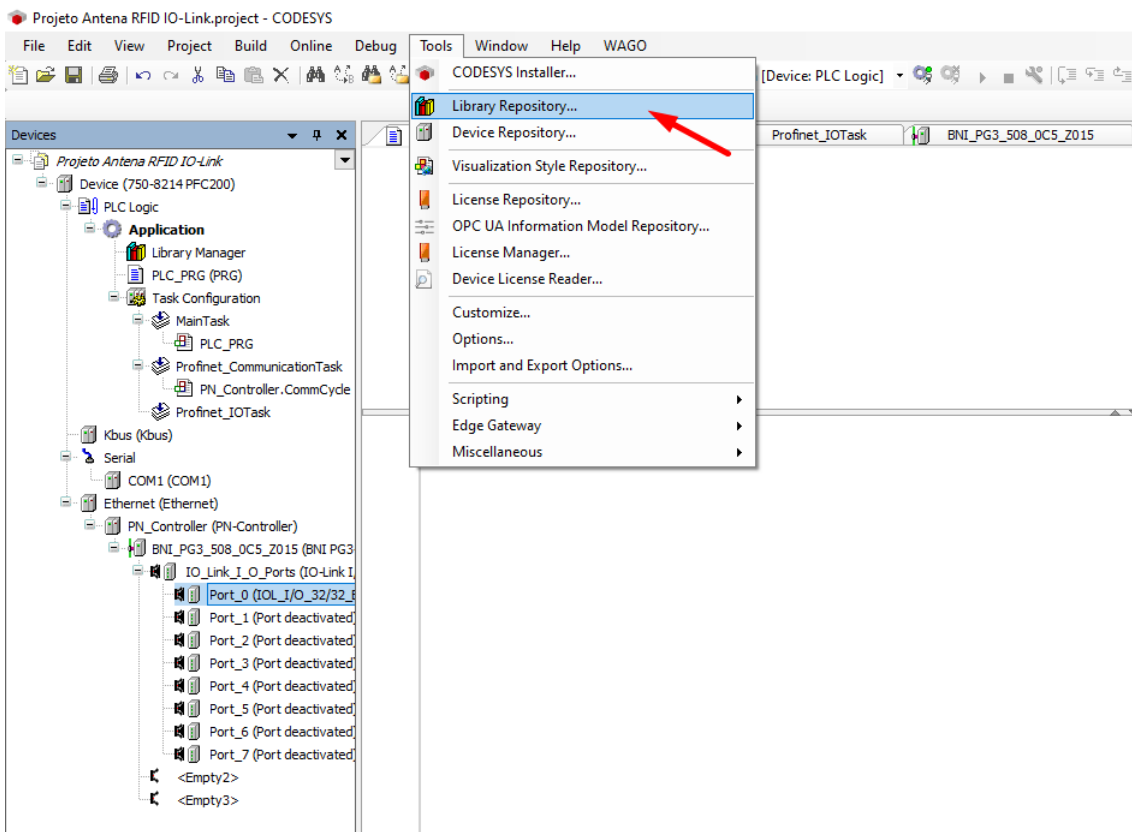 Projeto Antena RFID IO-Link.project - CODESYS
File Edit View Project Build Online Debug Tools Window Help WAGO
CODESYS Installer...
Library Repository...
Device Repository...
Visualization Style Repository...
License Repository...
OPC UA Information Model Repository...
License Manager...
Device License Reader...
Customize...
Options...
Import and Export Options...
Scripting
Edge Gateway
Miscellaneous
[Device: PLC Logic]
Profinet_IOTask BNI_PG3_508_0C5_Z015
Devices
Projeto Antena RFID IO-Link
Device (750-8214 PFC200)
PLC Logic
Application
Library Manager
PLC_PRG (PRG)
Task Configuration
MainTask
PLC_PRG
Profinet_CommunicationTask
PN_Controller.CommCycle
Profinet_IOTask
Kbus (Kbus)
Serial
COM1 (COM1)
Ethernet (Ethernet)
PN_Controller (PN-Controller)
BNI_PG3_508_0C5_Z015 (BNI PG3
IO_Link_I_O_Ports (IO-Link I,
Port_0 (IOL_I/O_32/32_
Port_1 (Port deactivated)
Port_2 (Port deactivated)
Port_3 (Port deactivated)
Port_4 (Port deactivated)
Port_5 (Port deactivated)
Port_6 (Port deactivated)
Port_7 (Port deactivated)
<Empty2>
<Empty3>